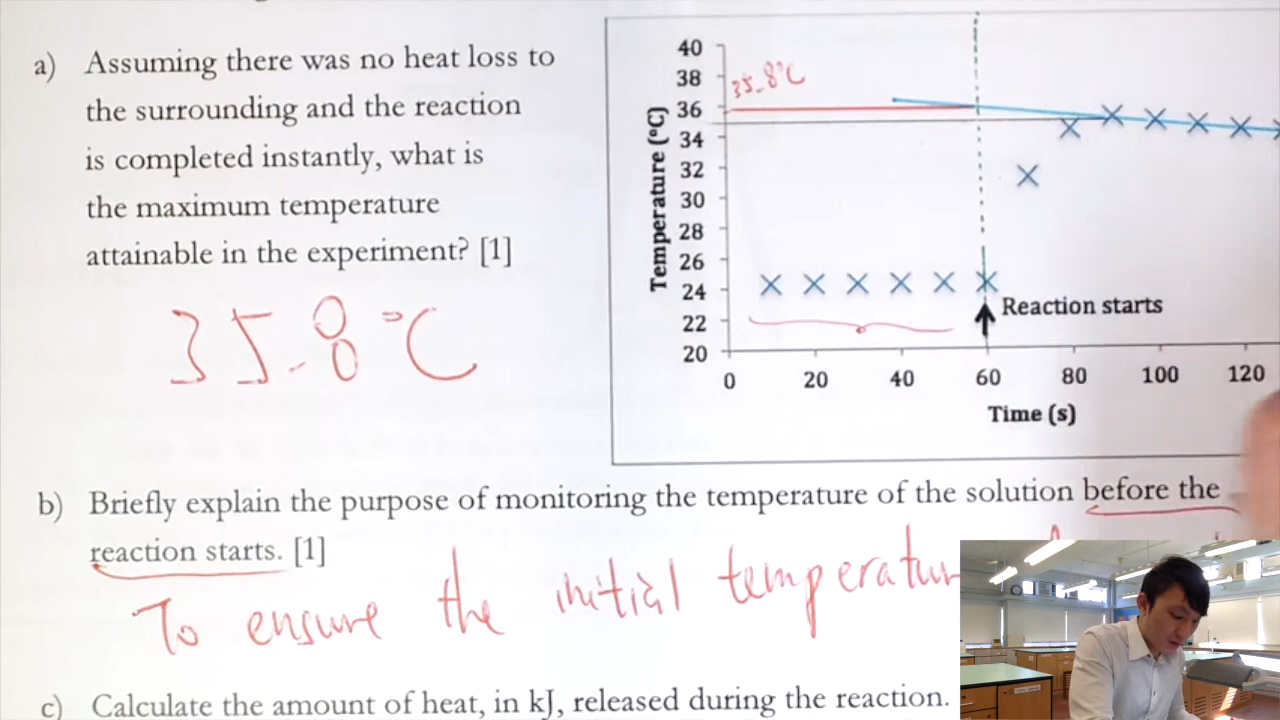 a) Assuming there was no heat loss to
the surrounding and the reaction
is completed instantly, what is
the maximum temperature
attainable in the experiment? [1]
35.8°C
Temperature (°C)
40
38
36
34
32
30
28
26
24
22
20
35.8°C
Reaction starts
0 20 40 60 80 100 120
Time (s)
b) Briefly explain the purpose of monitoring the temperature of the solution before the
reaction starts. [1]
To ensure the initial
c) Calculate the amount of heat, in kJ, released during the reaction.